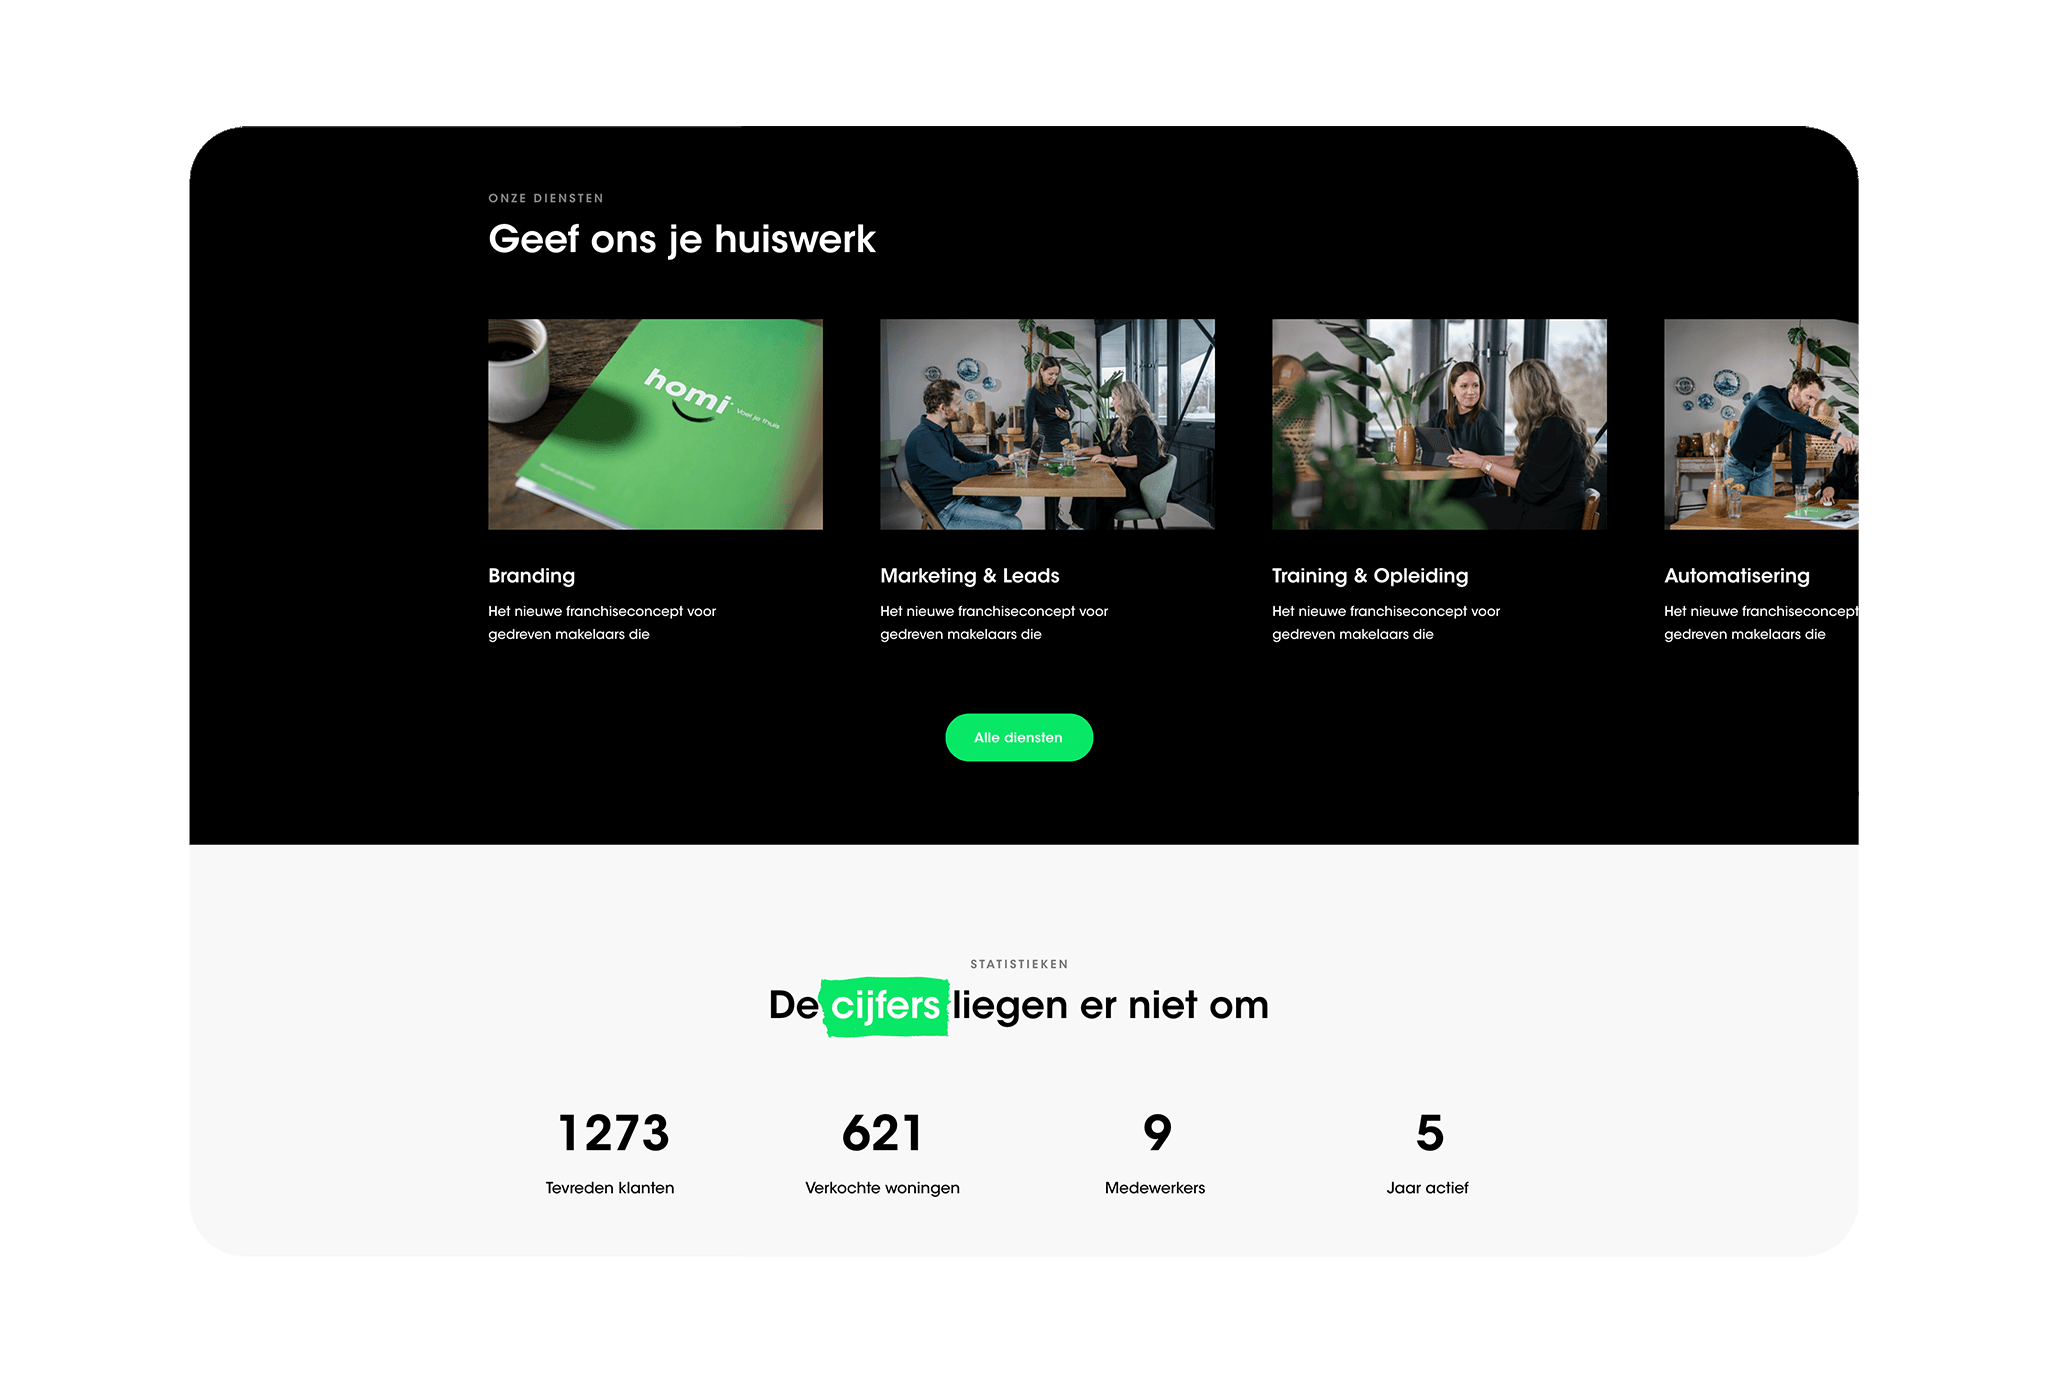 ONZE DIENSTEN
Geef ons je huiswerk
homi
Voel je thuis
Branding
Het nieuwe franchiseconcept voor
gedreven makelaars die
Marketing & Leads
Het nieuwe franchiseconcept voor
gedreven makelaars die
Training & Opleiding
Het nieuwe franchiseconcept voor
gedreven makelaars die
Automatisering
Het nieuwe franchiseconcept
gedreven makelaars die
Alle diensten
STATISTIEKEN
De cijfers liegen er niet om
1273
Tevreden klanten
621
Verkochte woningen
9
Medewerkers
5
Jaar actief